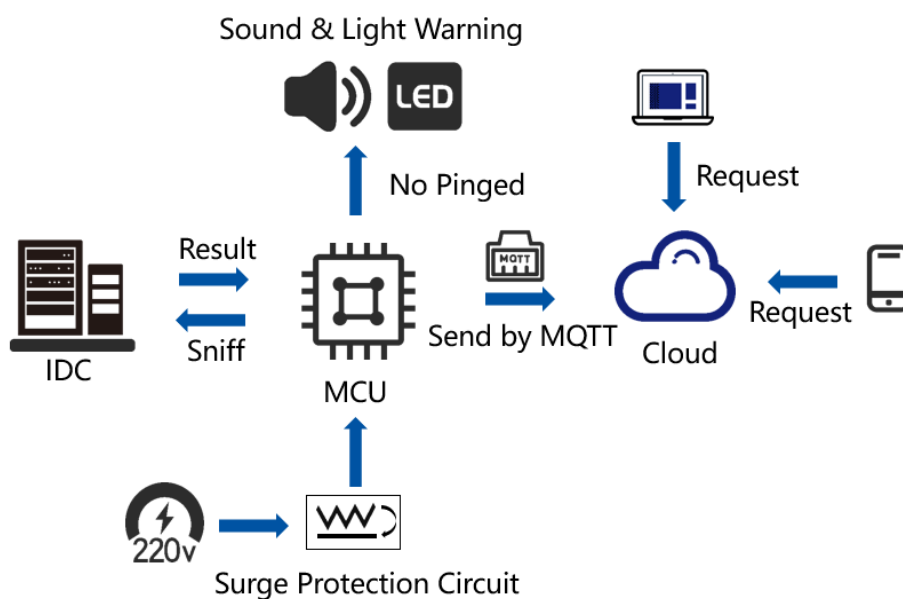 Sound & Light Warning
LED
No Pinged
Request
Result
MQTT
Sniff
Send by MQTT
Request
IDC
Cloud
MCU
220v
Surge Protection Circuit